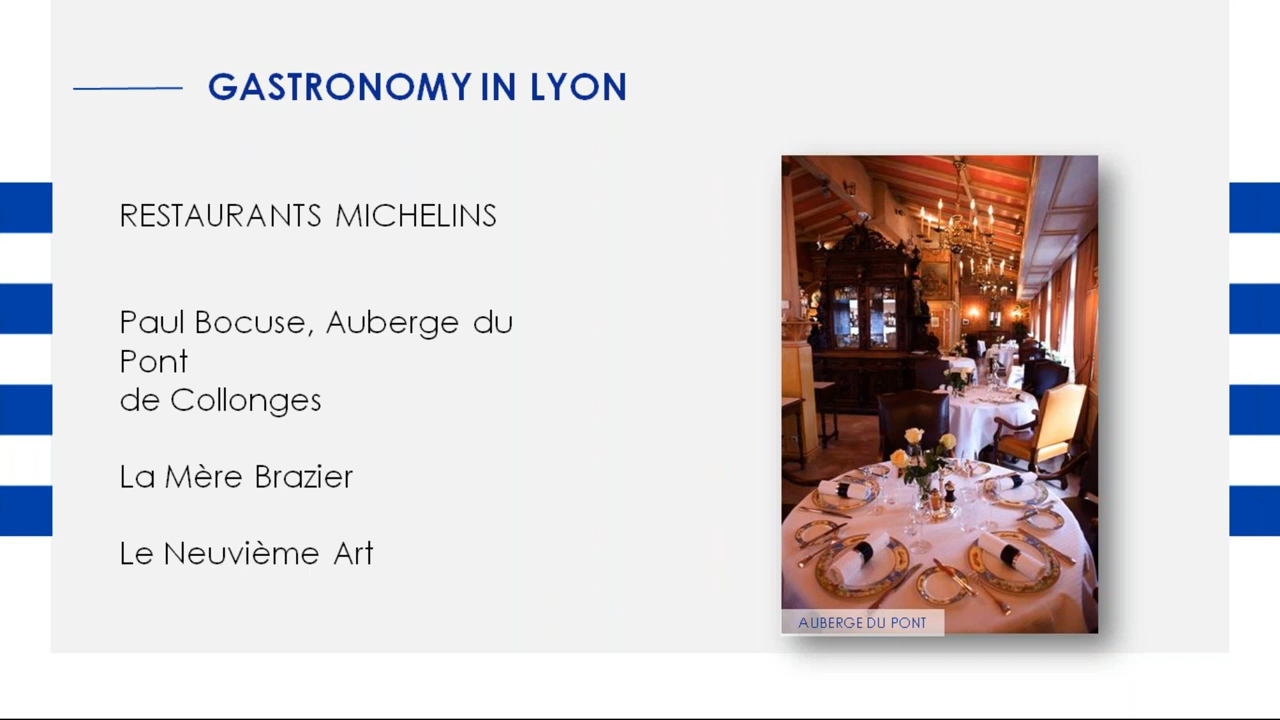 GASTRONOMY IN LYON
RESTAURANTS MICHELINS
Paul Bocuse, Auberge du
Pont
de Collonges
La Mère Brazier
Le Neuvième Art
AUBERGE DU PONT